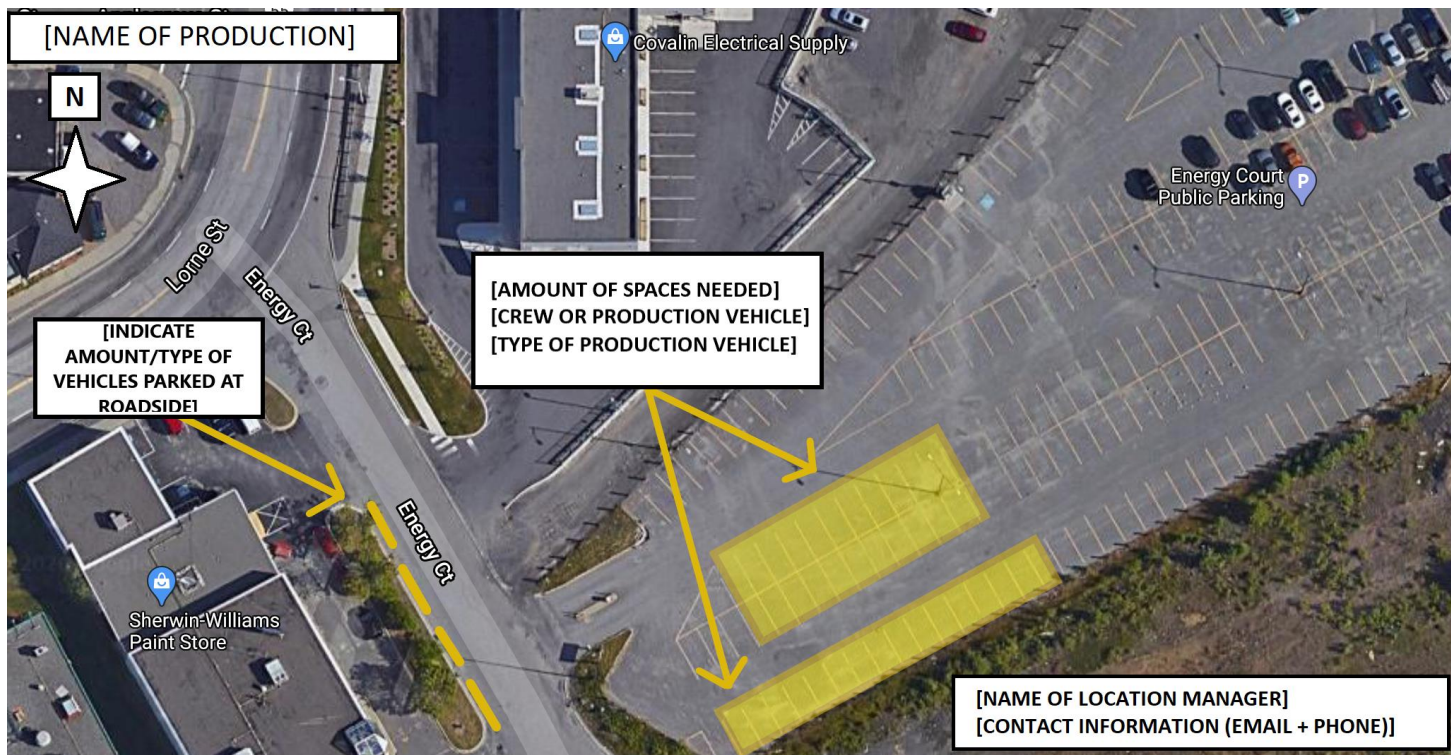 [NAME OF PRODUCTION]
N
Covalin Electrical Supply
Energy Court
Public Parking
P
Lorne St
Energy Ct
[AMOUNT OF SPACES NEEDED]
[CREW OR PRODUCTION VEHICLE]
[TYPE OF PRODUCTION VEHICLE]
[INDICATE
AMOUNT/TYPE OF
VEHICLES PARKED AT
ROADSIDE]
Energy Ct
Sherwin-Williams
Paint Store
[NAME OF LOCATION MANAGER]
[CONTACT INFORMATION (EMAIL + PHONE)]